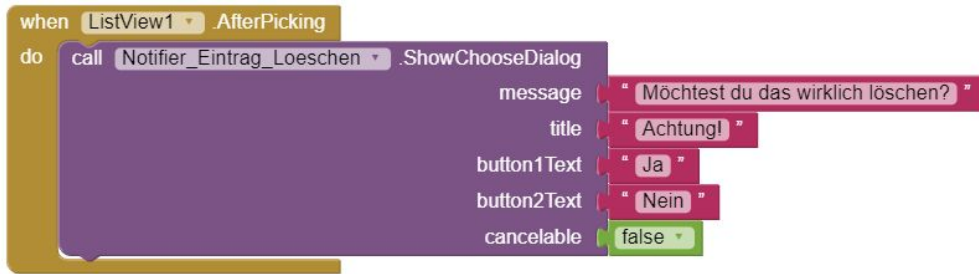 when ListView1 .AfterPicking
do call Notifier_Eintrag_Loeschen .ShowChooseDialog
message " Möchtest du das wirklich löschen? "
title " Achtung! "
button1Text " Ja "
button2Text " Nein "
cancelable false